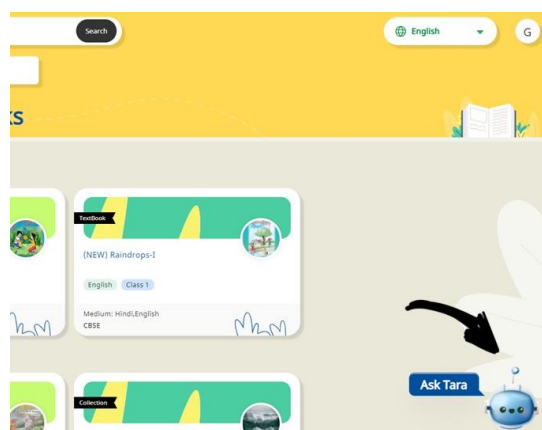 Search
English
G
ks
TextBook
(NEW) Raindrops-I
English Class 1
Medium: Hindi,English
CBSE
Ask Tara
Collection